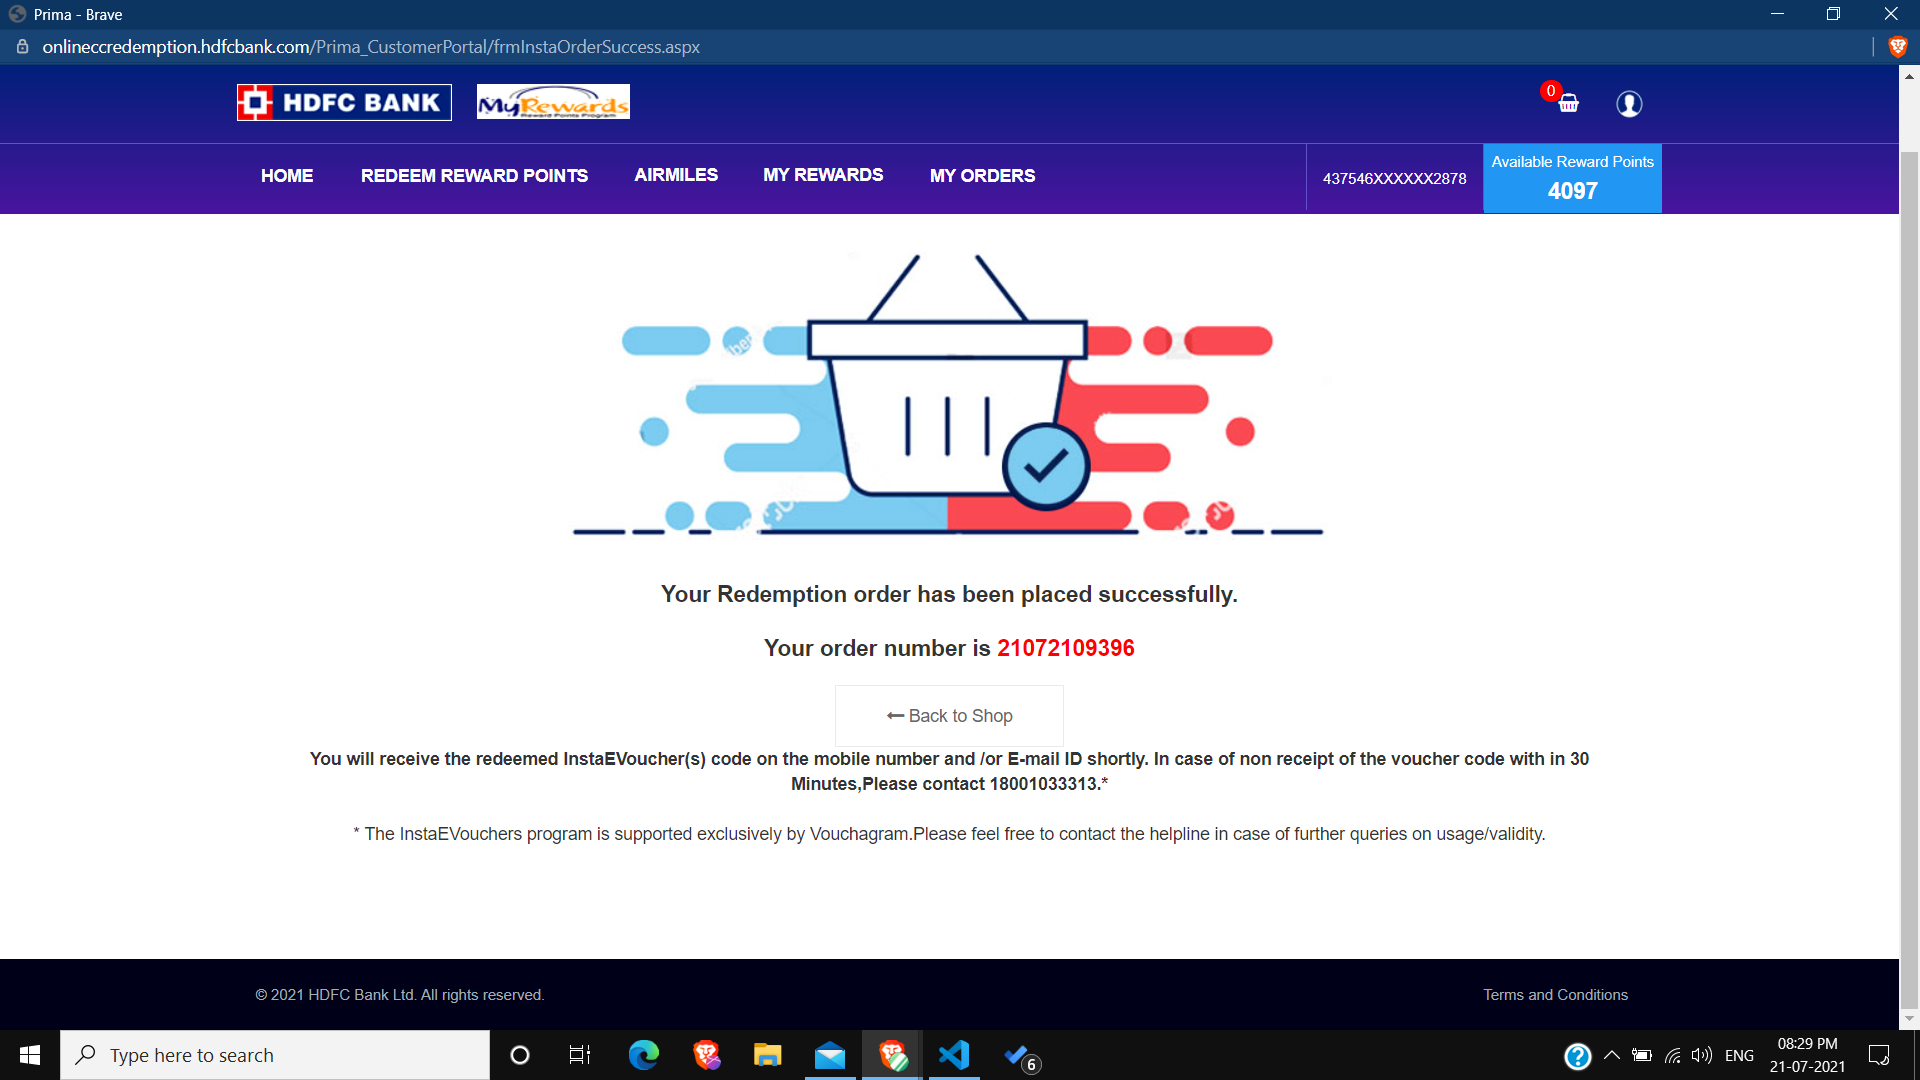 Prima - Brave
onlineccredemption.hdfcbank.com/Prima_CustomerPortal/frmInstaOrderSuccess.aspx
HDFC BANK
MyRewards
Reward Points Program
0
HOME
REDEEM REWARD POINTS
AIRMILES
MY REWARDS
MY ORDERS
437546XXXXXX2878
Available Reward Points
4097
Your Redemption order has been placed successfully.
Your order number is 21072109396
Back to Shop
You will receive the redeemed InstaEVoucher(s) code on the mobile number and /or E-mail ID shortly. In case of non receipt of the voucher code with in 30
Minutes,Please contact 18001033313.*
* The InstaEVouchers program is supported exclusively by Vouchagram.Please feel free to contact the helpline in case of further queries on usage/validity.
© 2021 HDFC Bank Ltd. All rights reserved.
Terms and Conditions
Type here to search
6
ENG
08:29 PM
21-07-2021